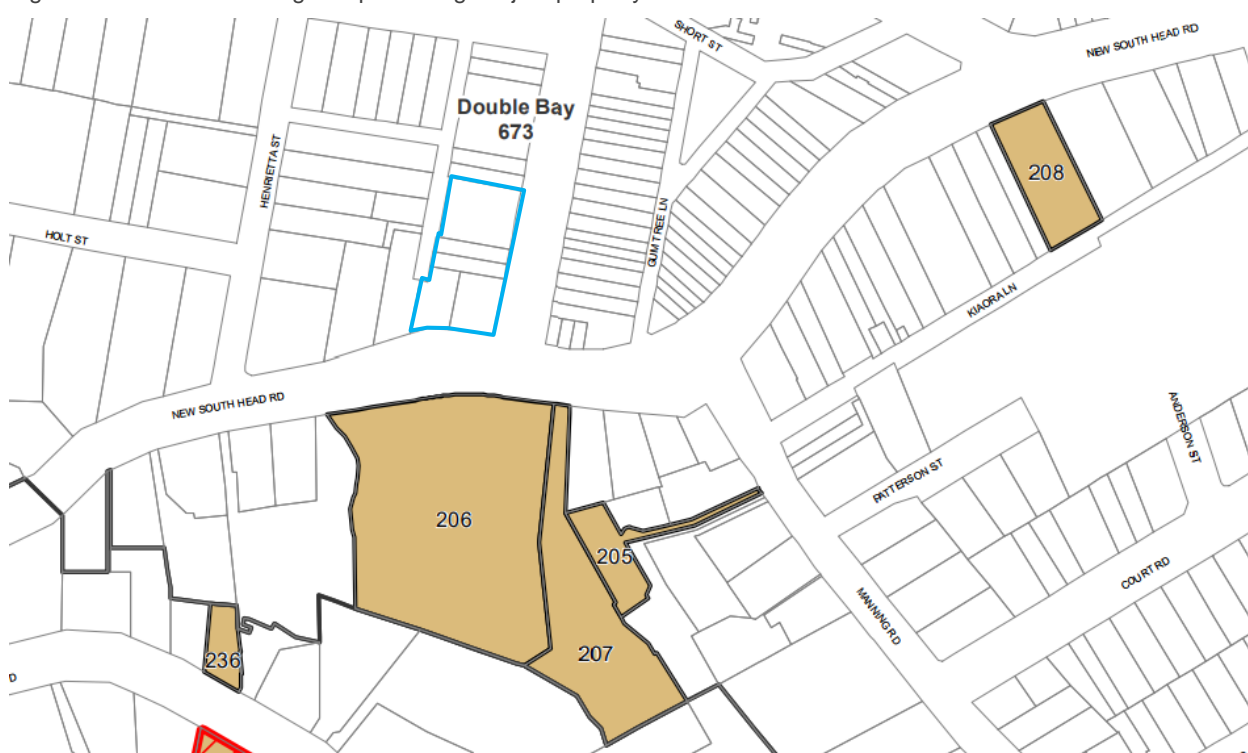 SHORT ST
NEW SOUTH HEAD RD
Double Bay
673
HENRIETTA ST
208
GUM TREE LN
HOLT ST
KIAORA LN
NEW SOUTH HEAD RD
ANDERSON ST
PATTERSON ST
206
205
COURT RD
MANNING RD
207
236
D